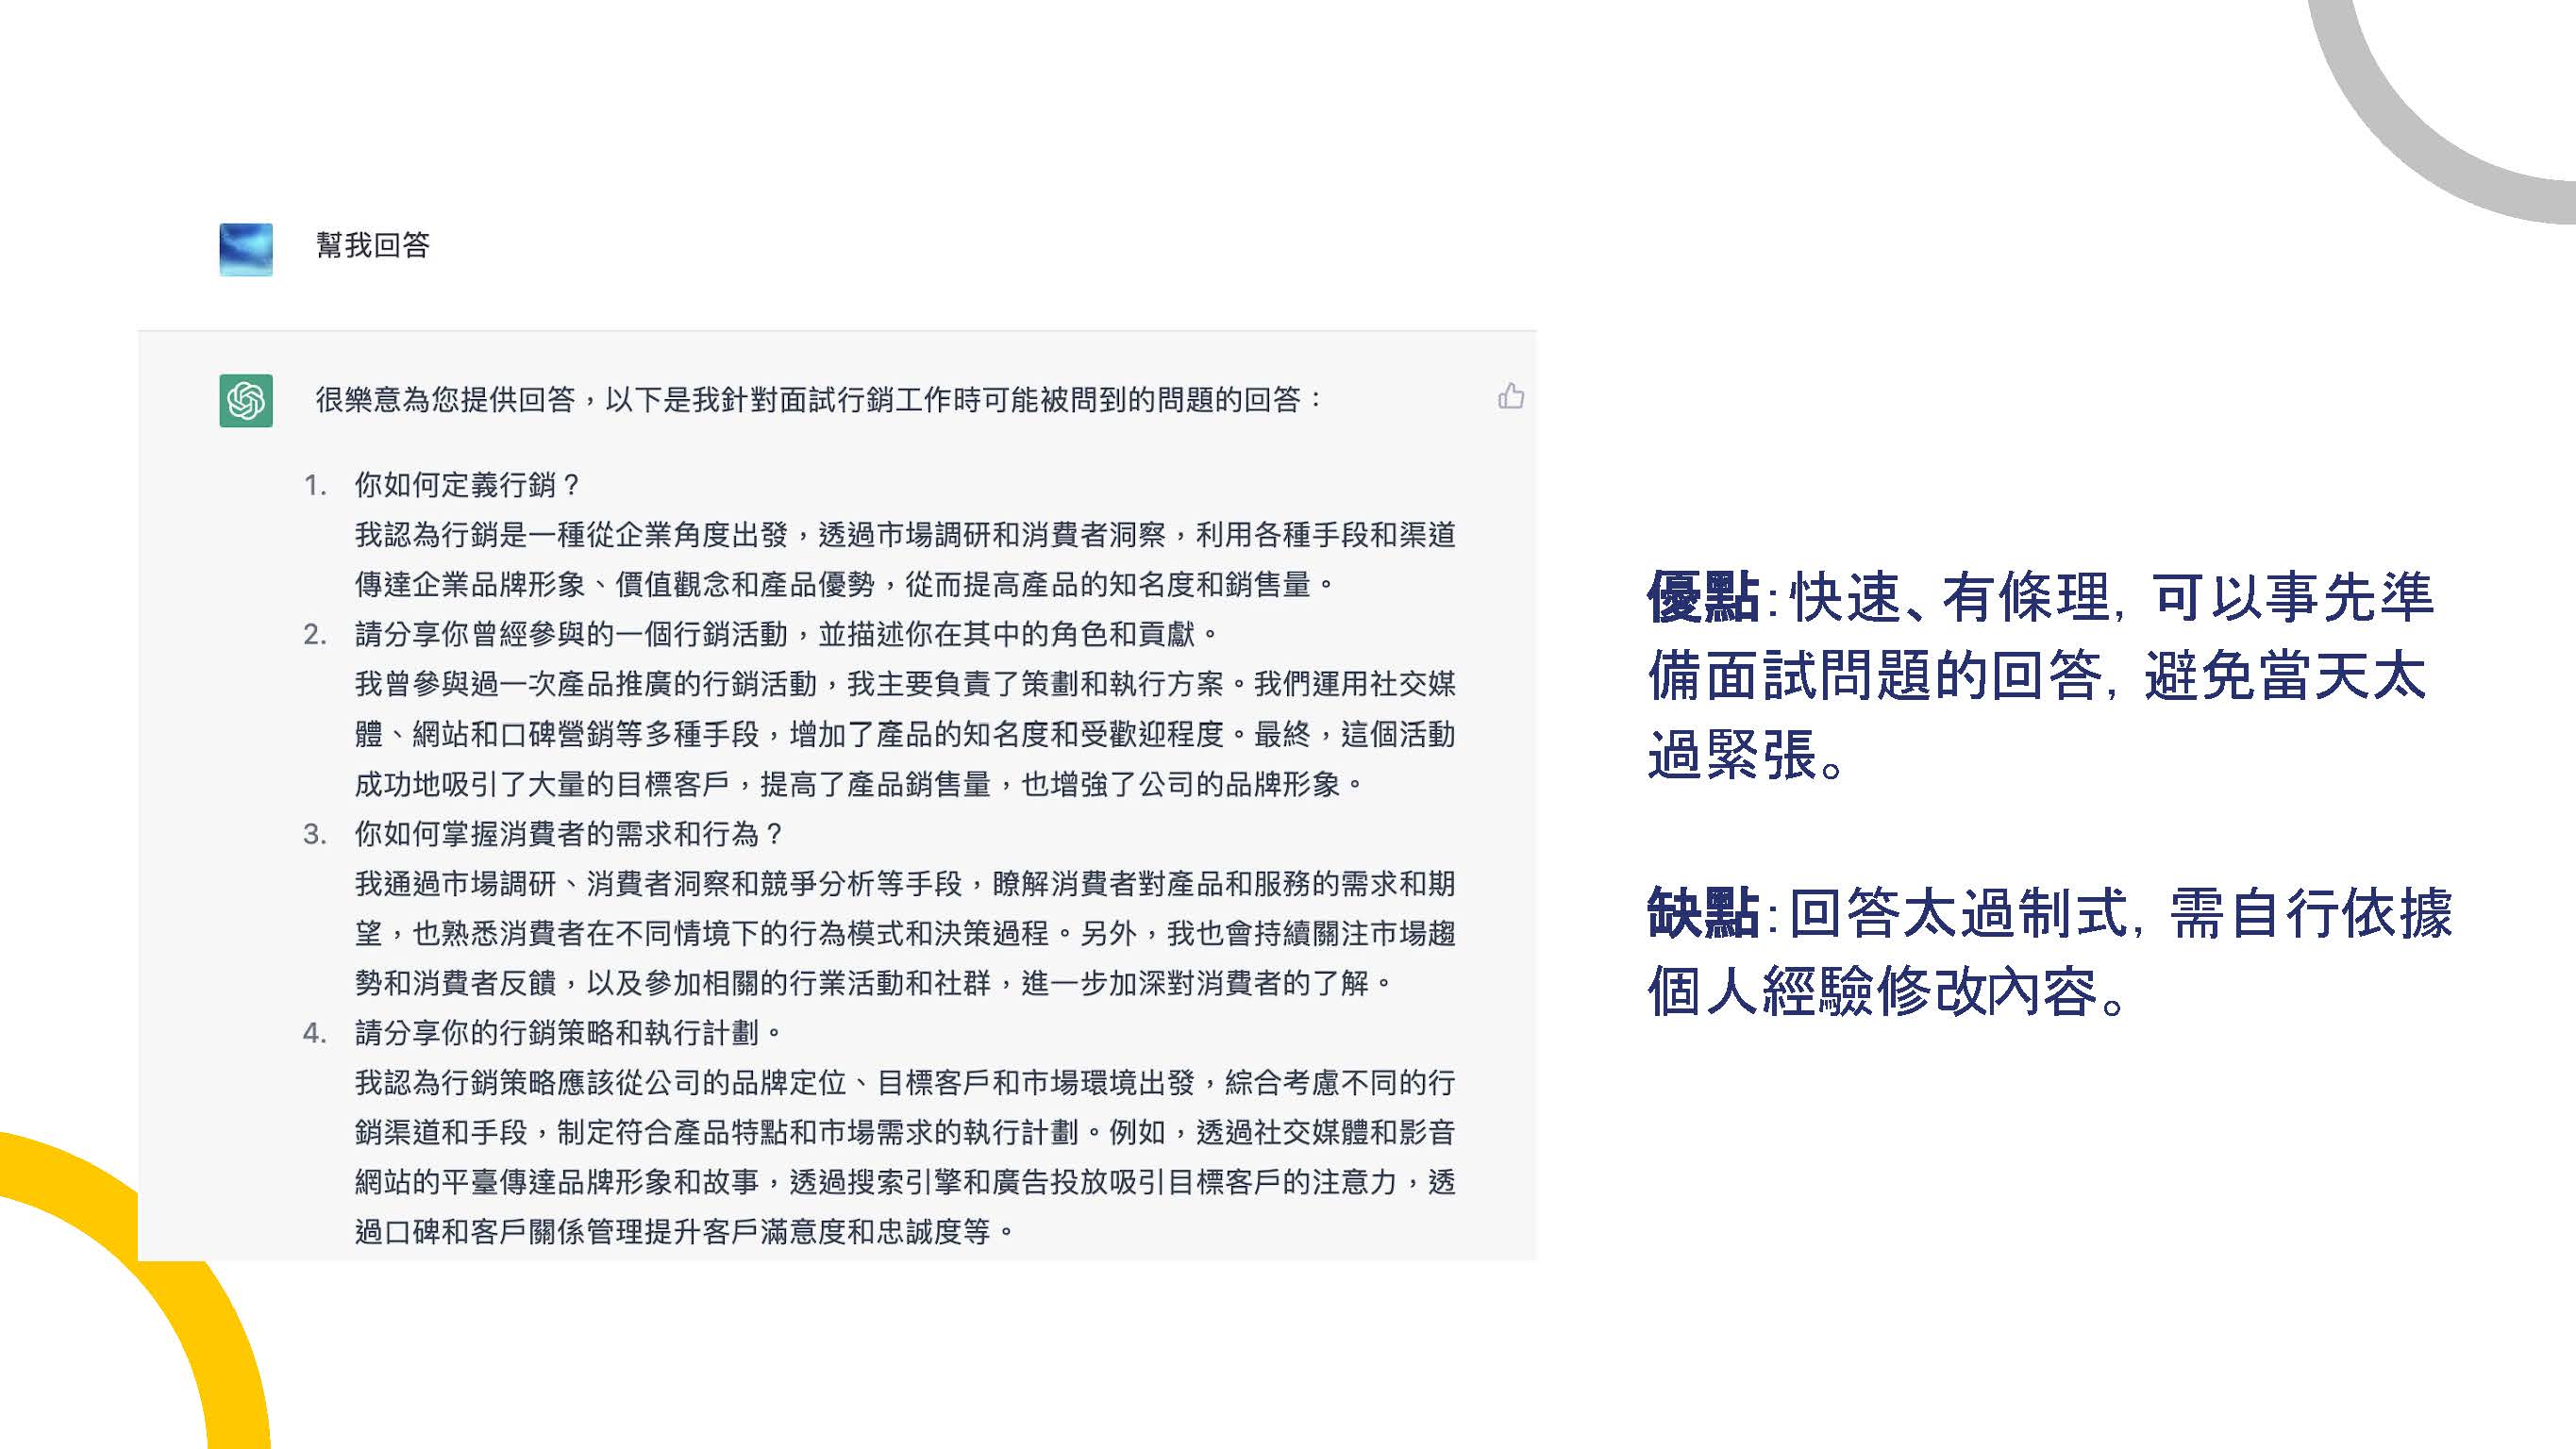 幫我回答
很樂意為您提供回答，以下是我針對面試行銷工作時可能被問到的問題的回答：
1. 你如何定義行銷？
我認為行銷是一種從企業角度出發，透過市場調研和消費者洞察，利用各種手段和渠道
傳達企業品牌形象、價值觀念和產品優勢，從而提高產品的知名度和銷售量。
2. 請分享你曾經參與的一個行銷活動，並描述你在其中的角色和貢獻。
我曾參與過一次產品推廣的行銷活動，我主要負責了策劃和執行方案。我們運用社交媒
體、網站和口碑營銷等多種手段，增加了產品的知名度和受歡迎程度。最終，這個活動
成功地吸引了大量的目標客戶，提高了產品銷售量，也增強了公司的品牌形象。
3. 你如何掌握消費者的需求和行為？
我通過市場調研、消費者洞察和競爭分析等手段，瞭解消費者對產品和服務的需求和期
望，也熟悉消費者在不同情境下的行為模式和決策過程。另外，我也會持續關注市場趨
勢和消費者反饋，以及參加相關的行業活動和社群，進一步加深對消費者的了解。
4. 請分享你的行銷策略和執行計劃。
我認為行銷策略應該從公司的品牌定位、目標客戶和市場環境出發，綜合考慮不同的行
銷渠道和手段，制定符合產品特點和市場需求的執行計劃。例如，透過社交媒體和影音
網站的平臺傳達品牌形象和故事，透過搜索引擎和廣告投放吸引目標客戶的注意力，透
過口碑和客戶關係管理提升客戶滿意度和忠誠度等。
優點：快速、有條理，可以事先準
備面試問題的回答，避免當天太
過緊張。
缺點：回答太過制式，需自行依據
個人經驗修改內容。